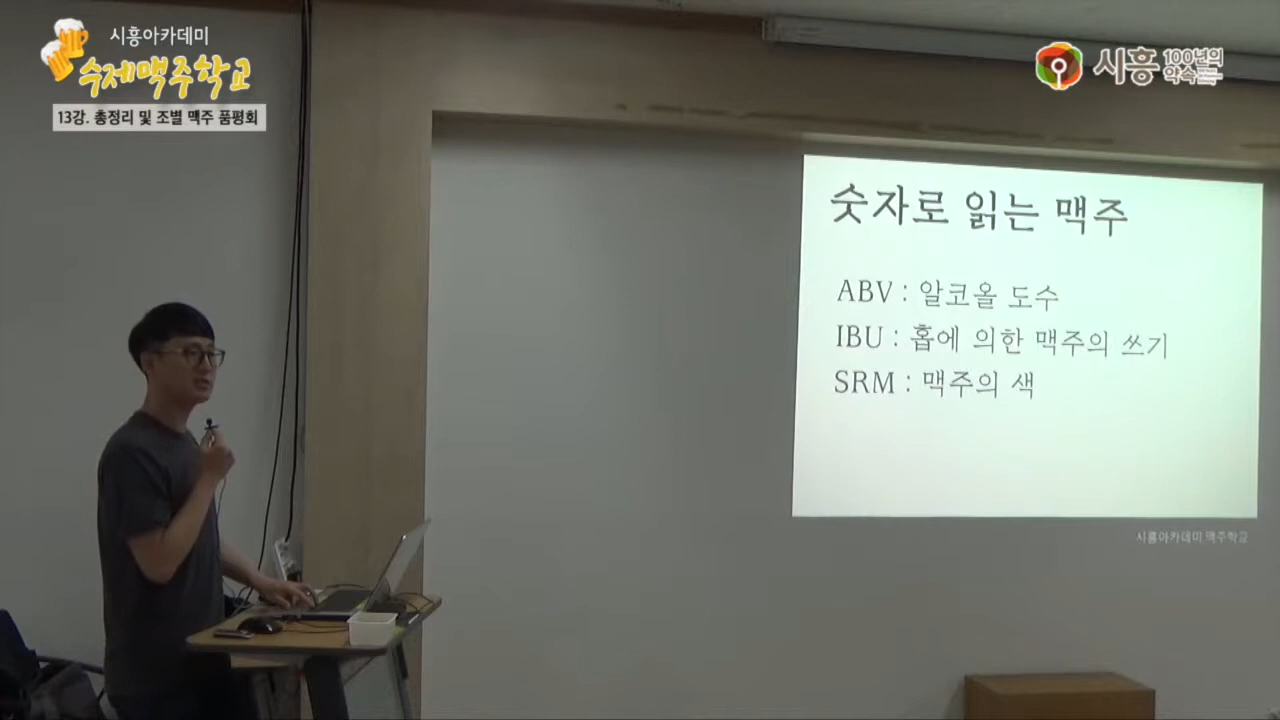 시흥아카데미
수제맥주학교
13강. 총정리 및 조별 맥주 품평회
시흥 100년의 약속
숫자로 읽는 맥주
ABV : 알코올 도수
IBU : 홉에 의한 맥주의 쓰기
SRM : 맥주의 색
시흥아카데미 맥주학교